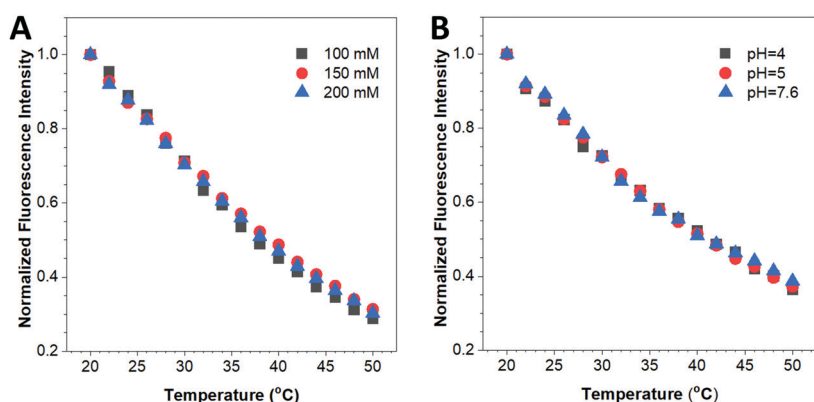 A
Normalized Fluorescence Intensity
1.0
0.8
0.6
0.4
0.2
100 mM
150 mM
200 mM
20
25
30
35
40
45
50
Temperature (°C)
B
Normalized Fluorescence Intensity
1.0
0.8
0.6
0.4
0.2
pH=4
pH=5
pH=7.6
20
25
30
35
40
45
50
Temperature (°C)